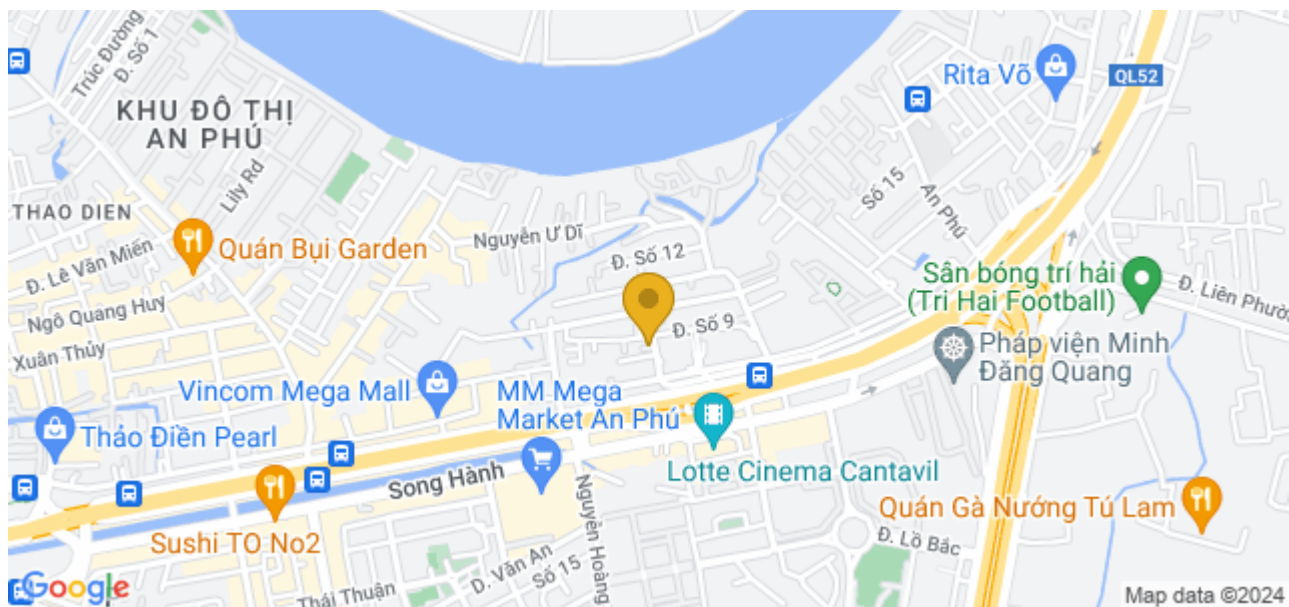 Trúc Đường
Đ. Số 1
KHU ĐÔ THỊ
AN PHÚ
Lily Rd
THAO DIEN
Quán Bụi Garden
Đ. Lê Văn Miến
Ngô Quang Huy
Xuân Thủy
Nguyễn Ư Dĩ
Đ. Số 12
Đ. Số 9
Rita Võ
QL52
Số 15
An Phú
Sân bóng trí hải
(Tri Hai Football)
Đ. Liên Phườ
Pháp viện Minh
Đăng Quang
Vincom Mega Mall
MM Mega
Market An Phú
Thảo Điền Pearl
Lotte Cinema Cantavil
Song Hành
Sushi TO No2
Nguyễn Hoàng
Quán Gà Nướng Tú Lam
Đ. Lồ Bắc
D. Văn An
Số 15
Thái Thuận
Google
Map data ©2024